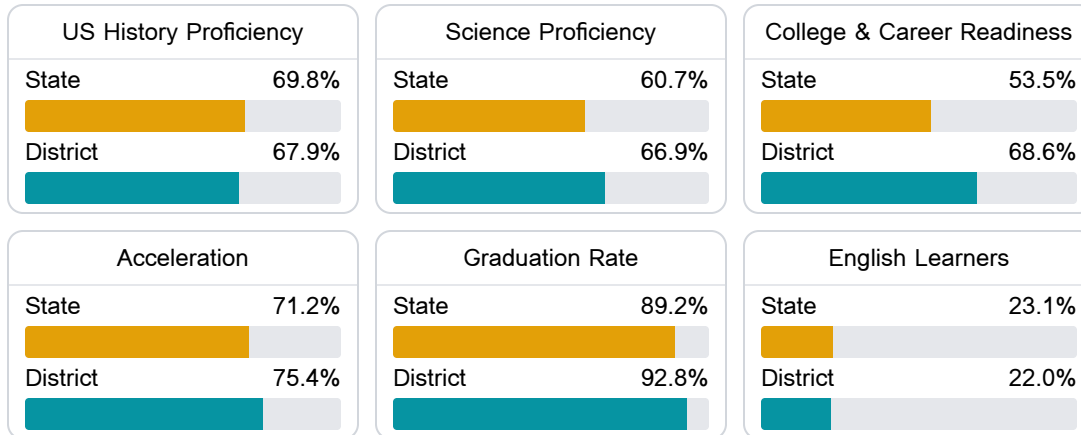 US History Proficiency
State 69.8%
District 67.9%
Science Proficiency
State 60.7%
District 66.9%
College & Career Readiness
State 53.5%
District 68.6%
Acceleration
State 71.2%
District 75.4%
Graduation Rate
State 89.2%
District 92.8%
English Learners
State 23.1%
District 22.0%